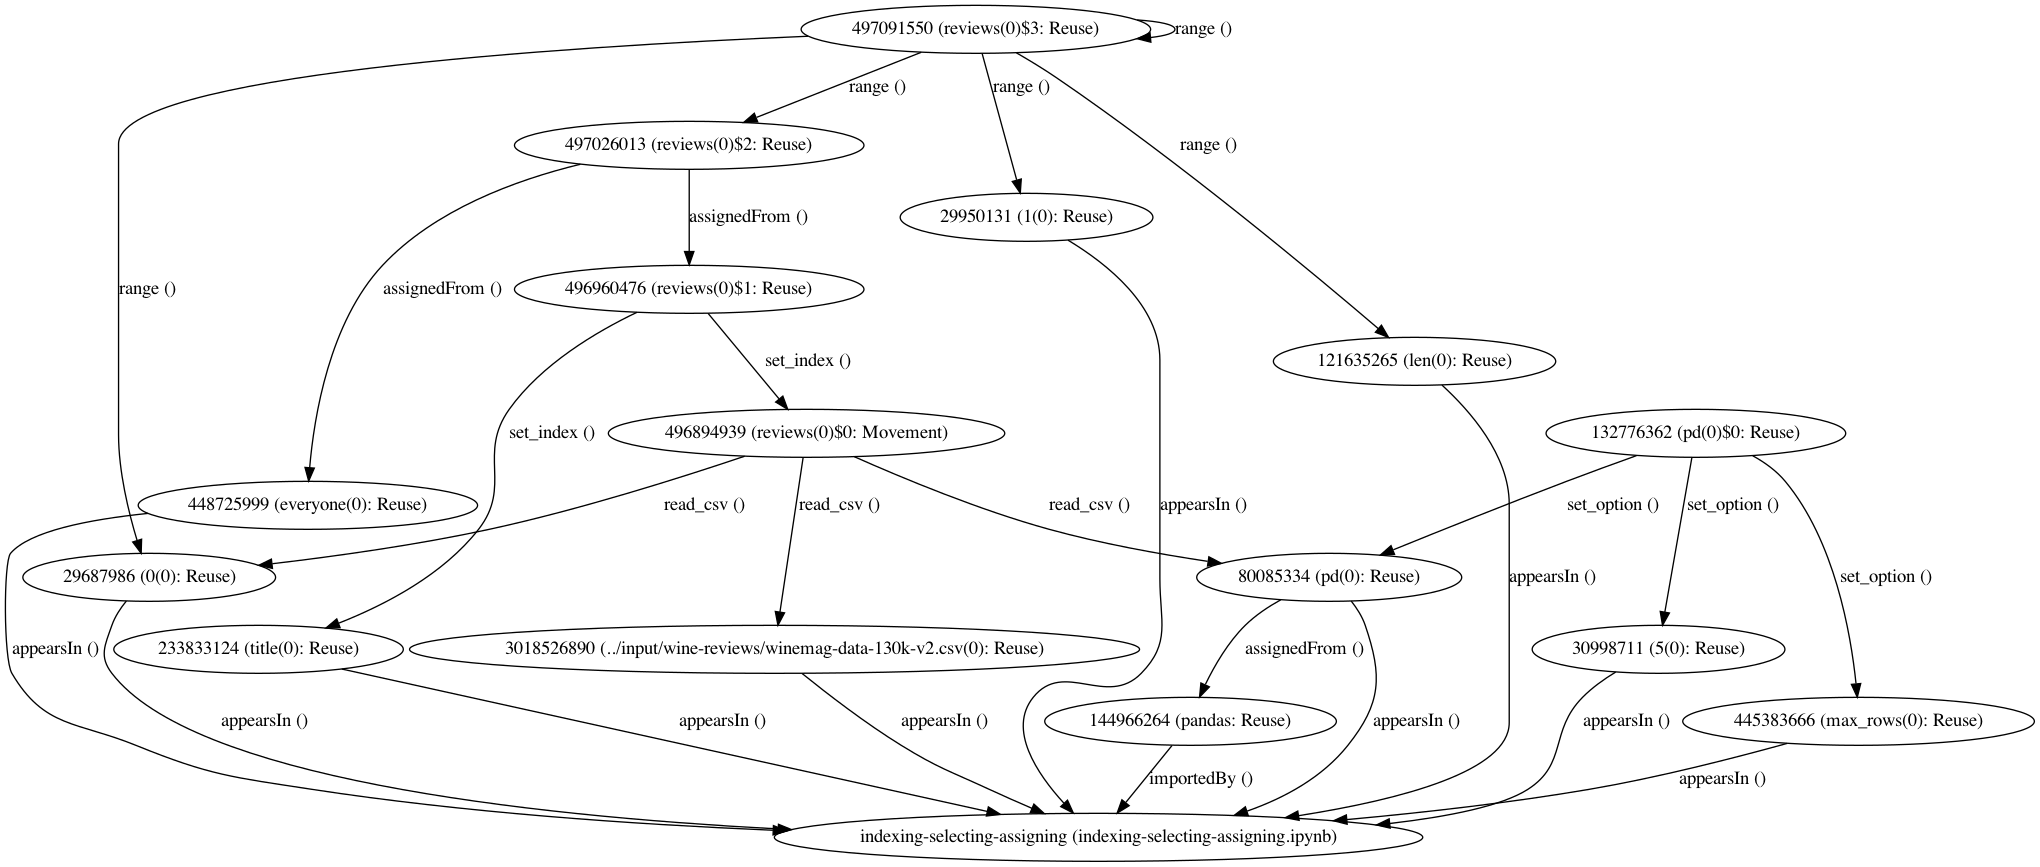 497091550 (reviews(0)$3: Reuse)
range ()
range ()
range ()
497026013 (reviews(0)$2: Reuse)
range ()
29950131 (1(0): Reuse)
assignedFrom ()
range ()
assignedFrom ()
496960476 (reviews(0)$1: Reuse)
set_index ()
121635265 (len(0): Reuse)
set_index ()
496894939 (reviews(0)$0: Movement)
132776362 (pd(0)$0: Reuse)
448725999 (everyone(0): Reuse)
read_csv ()
read_csv ()
read_csv ()
appearsIn ()
set_option ()
set_option ()
29687986 (0(0): Reuse)
80085334 (pd(0): Reuse)
appearsIn ()
set_option ()
appearsIn ()
233833124 (title(0): Reuse)
3018526890 (../input/wine-reviews/winemag-data-130k-v2.csv(0): Reuse)
assignedFrom ()
30998711 (5(0): Reuse)
appearsIn ()
appearsIn ()
appearsIn ()
144966264 (pandas: Reuse)
appearsIn ()
appearsIn ()
445383666 (max_rows(0): Reuse)
importedBy ()
appearsIn ()
indexing-selecting-assigning (indexing-selecting-assigning.ipynb)